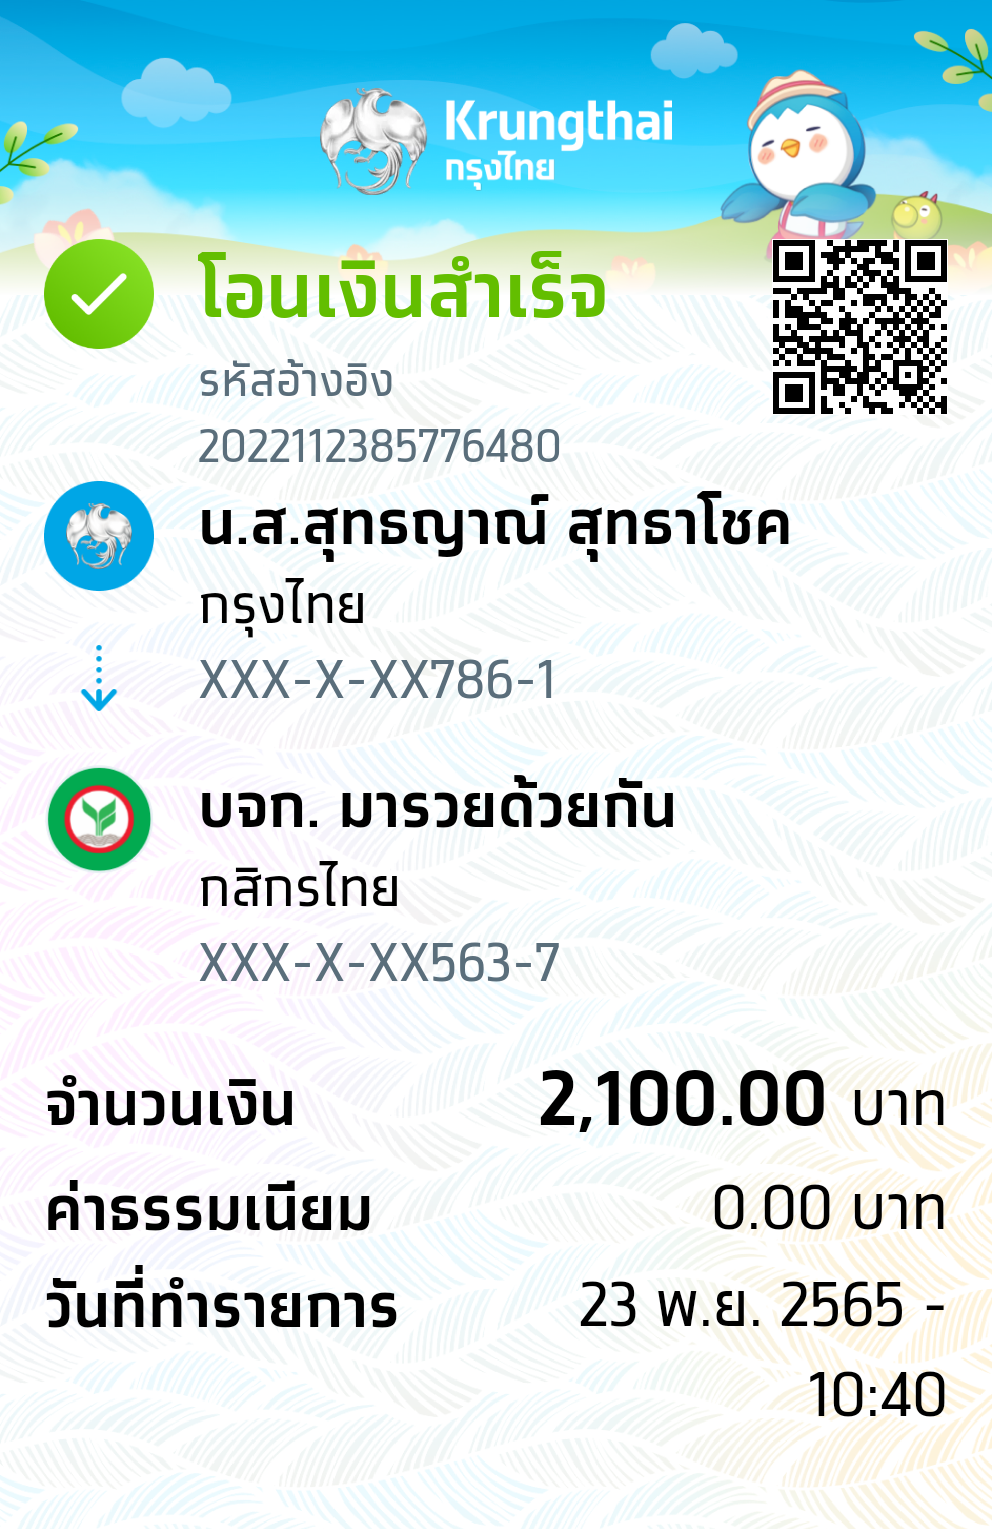 Krungthai
กรุงไทย
โอนเงินสำเร็จ
รหัสอ้างอิง
2022112385776480
น.ส.สุทธญาณ์ สุทธาโชค
กรุงไทย
XXX-X-XX786-1
บจก. มารวยด้วยกัน
กสิกรไทย
XXX-X-XX563-7
จำนวนเงิน 2,100.00 บาท
ค่าธรรมเนียม 0.00 บาท
วันที่ทำรายการ 23 พ.ย. 2565 -
10:40